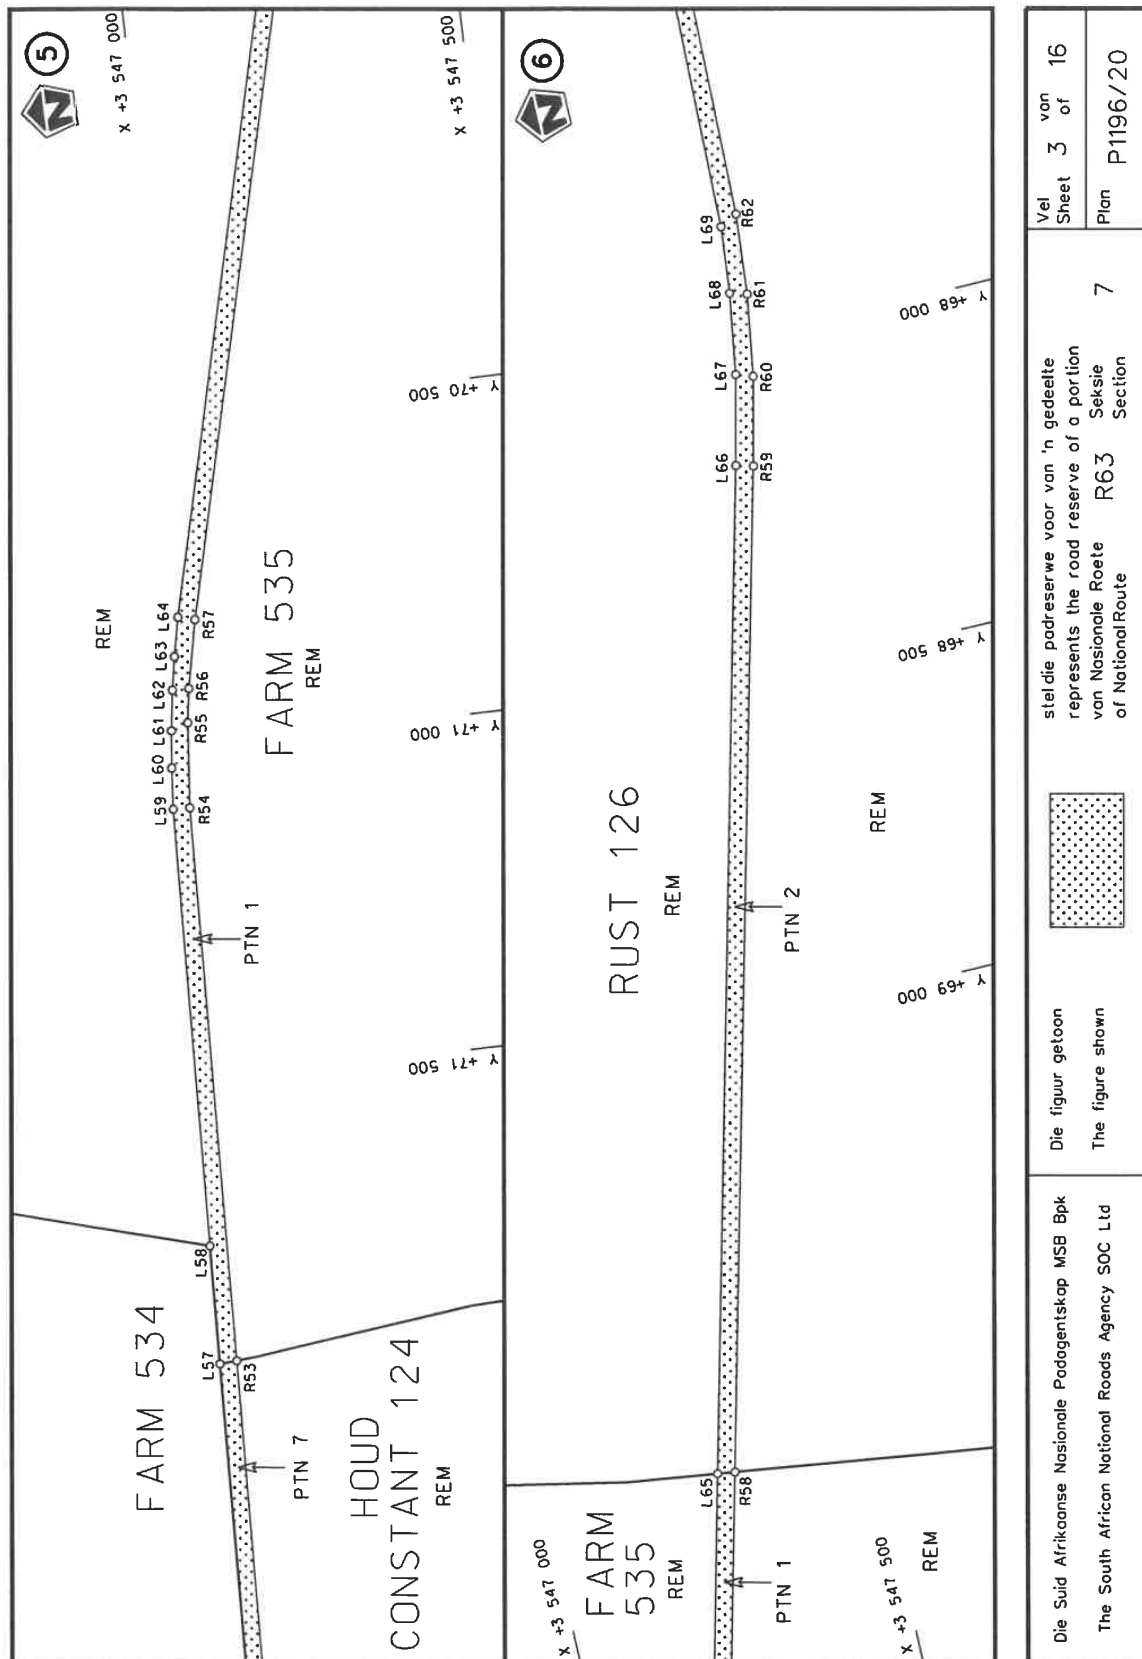 5
N
X +3 547 000
X +3 547 500
FARM 534
REM
L57
L58
L59
L60
L61
L62
L63
L64
R53
R54
R55
R56
R57
PTN 7
PTN 1
FARM 535
REM
HOUD
CONSTANT 124
REM
Y +71 500
Y +71 000
Y +70 500
6
N
X +3 547 000
X +3 547 500
FARM
535
REM
RUST 126
REM
L65
L66
L67
L68
L69
R58
R59
R60
R61
R62
PTN 1
PTN 2
REM
REM
Y +69 000
Y +68 500
Y +68 000
Die Suid Afrikaanse Nasionale Padagentskap MSB Bpk
The South African National Roads Agency SOC Ltd
Die figuur getoon
The figure shown
stel die padreserwe voor van 'n gedeelte
represents the road reserve of a portion
van Nasionale Roete R63 Seksie 7
of National Route Section
Vel 3 van 16
Sheet of
Plan P1196/20